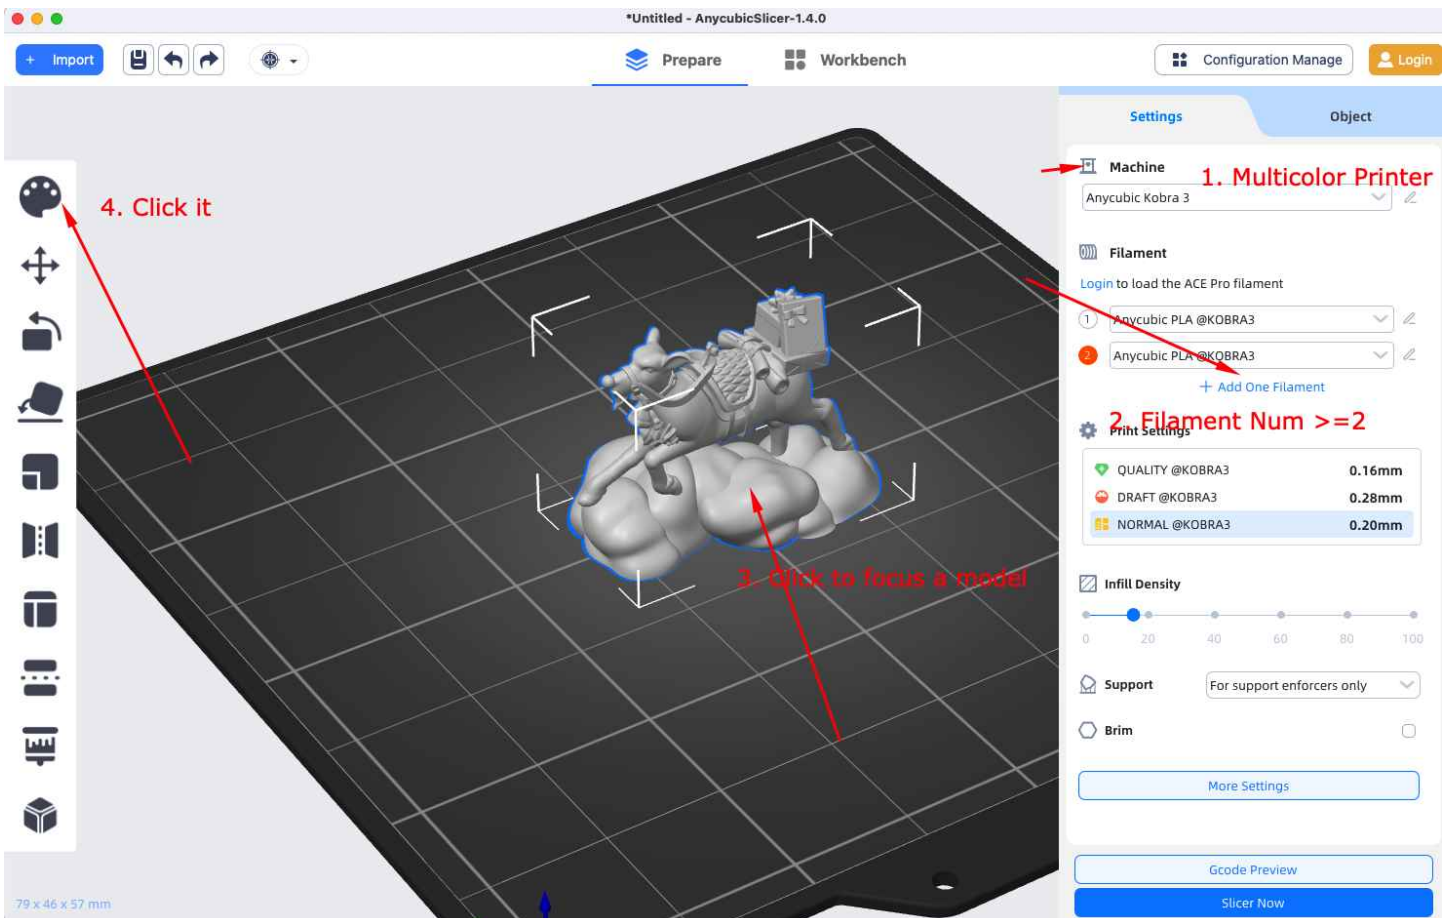 *Untitled - AnycubicSlicer-1.4.0
+ Import
Prepare
Workbench
Configuration Manage
Login
Settings
Object
Machine
1. Multicolor Printer
Anycubic Kobra 3
4. Click it
Filament
Login to load the ACE Pro filament
1 Anycubic PLA @KOBRA3
2 Anycubic PLA @KOBRA3
+ Add One Filament
2. Filament Num >=2
Print Settings
QUALITY @KOBRA3 0.16mm
DRAFT @KOBRA3 0.28mm
NORMAL @KOBRA3 0.20mm
3. Click to focus a model
Infill Density
0 20 40 60 80 100
Support For support enforcers only
Brim
More Settings
Gcode Preview
Slicer Now
79 x 46 x 57 mm